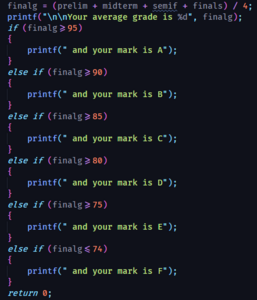 finalg = (prelim + midterm + semif + finals) / 4;
printf("\n\nYour average grade is %d", finalg);
if (finalg>=95)
{
printf(" and your mark is A");
}
else if (finalg>=90)
{
printf(" and your mark is B");
}
else if (finalg>=85)
{
printf(" and your mark is C");
}
else if (finalg>=80)
{
printf(" and your mark is D");
}
else if (finalg>=75)
{
printf(" and your mark is E");
}
else if (finalg<=74)
{
printf(" and your mark is F");
}
return 0;